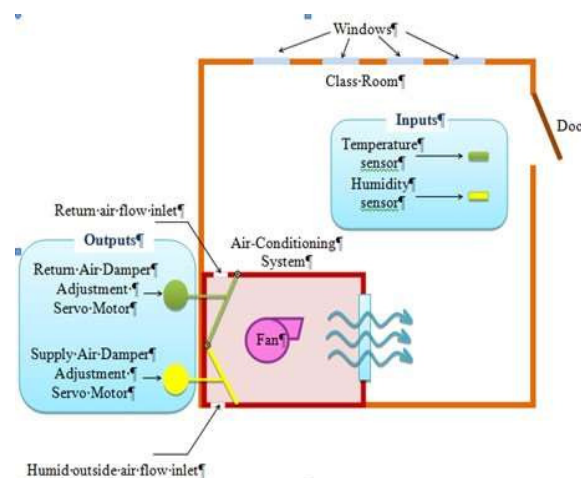 Windows¶
Class·Room¶
Inputs¶
Temperature¶
sensor¶
Humidity¶
sensor¶
Doo
Return·air·flow·inlet¶
Outputs¶
Air-Conditioning¶
System¶
Return·Air·Damper¶
Adjustment·¶
Servo·Motor¶
Fan¶
Supply·Air·Damper¶
Adjustment·¶
Servo·Motor¶
Humid·outside·air·flow·inlet¶